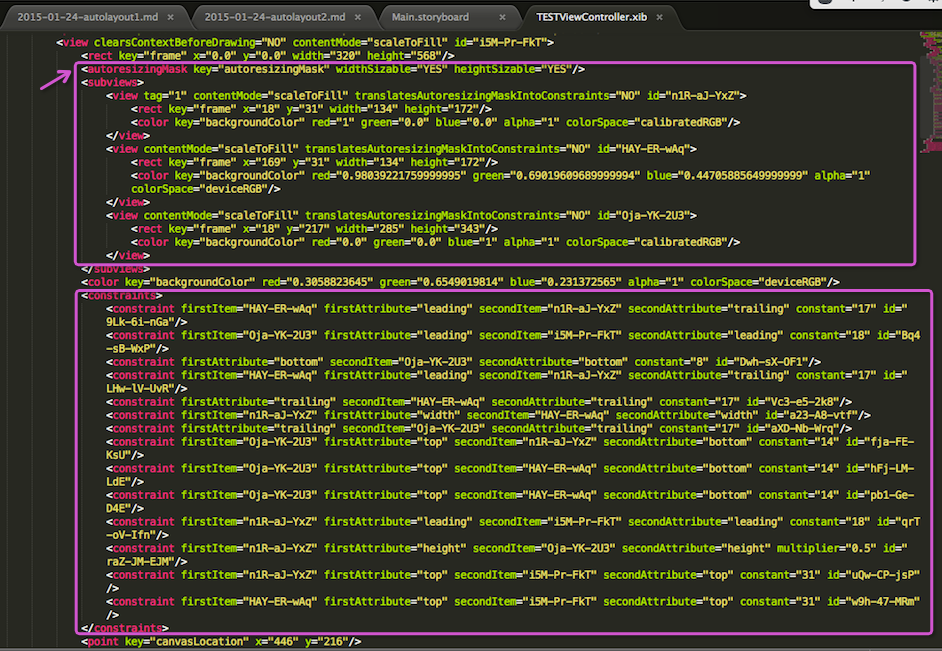 2015-01-24-autolayout1.md × 2015-01-24-autolayout2.md × Main.storyboard × TESTViewController.xib ×
<view clearsContextBeforeDrawing="NO" contentMode="scaleToFill" id="i5M-Pr-FkT">
<rect key="frame" x="0.0" y="0.0" width="320" height="568"/>
<autoresizingMask key="autoresizingMask" widthSizable="YES" heightSizable="YES"/>
<subviews>
<view tag="1" contentMode="scaleToFill" translatesAutoresizingMaskIntoConstraints="NO" id="n1R-aJ-YxZ">
<rect key="frame" x="18" y="31" width="134" height="172"/>
<color key="backgroundColor" red="1" green="0.0" blue="0.0" alpha="1" colorSpace="calibratedRGB"/>
</view>
<view contentMode="scaleToFill" translatesAutoresizingMaskIntoConstraints="NO" id="HAY-ER-wAq">
<rect key="frame" x="169" y="31" width="134" height="172"/>
<color key="backgroundColor" red="0.98039221759999995" green="0.69019609689999994" blue="0.44705885649999999" alpha="1"
colorSpace="deviceRGB"/>
</view>
<view contentMode="scaleToFill" translatesAutoresizingMaskIntoConstraints="NO" id="Oja-YK-2U3">
<rect key="frame" x="18" y="217" width="285" height="343"/>
<color key="backgroundColor" red="0.0" green="0.0" blue="1" alpha="1" colorSpace="calibratedRGB"/>
</view>
</subviews>
<color key="backgroundColor" red="0.3058823645" green="0.6549019814" blue="0.231372565" alpha="1" colorSpace="deviceRGB"/>
<constraints>
<constraint firstItem="HAY-ER-wAq" firstAttribute="leading" secondItem="n1R-aJ-YxZ" secondAttribute="trailing" constant="17" id="
9Lk-6i-nGa"/>
<constraint firstItem="Oja-YK-2U3" firstAttribute="leading" secondItem="i5M-Pr-FkT" secondAttribute="leading" constant="18" id="Bq4
-sB-WxP"/>
<constraint firstAttribute="bottom" secondItem="Oja-YK-2U3" secondAttribute="bottom" constant="8" id="Dwh-sX-OF1"/>
<constraint firstItem="HAY-ER-wAq" firstAttribute="leading" secondItem="n1R-aJ-YxZ" secondAttribute="trailing" constant="17" id="
LHw-lV-UvR"/>
<constraint firstAttribute="trailing" secondItem="HAY-ER-wAq" secondAttribute="trailing" constant="17" id="Vc3-e5-2k8"/>
<constraint firstItem="n1R-aJ-YxZ" firstAttribute="width" secondItem="HAY-ER-wAq" secondAttribute="width" id="a23-A8-vtf"/>
<constraint firstAttribute="trailing" secondItem="Oja-YK-2U3" secondAttribute="trailing" constant="17" id="aXD-Nb-Wrq"/>
<constraint firstItem="Oja-YK-2U3" firstAttribute="top" secondItem="n1R-aJ-YxZ" secondAttribute="bottom" constant="14" id="fja-FE-
KsU"/>
<constraint firstItem="Oja-YK-2U3" firstAttribute="top" secondItem="HAY-ER-wAq" secondAttribute="bottom" constant="14" id="hFj-LM-
LdE"/>
<constraint firstItem="Oja-YK-2U3" firstAttribute="top" secondItem="HAY-ER-wAq" secondAttribute="bottom" constant="14" id="pb1-Ge-
D4E"/>
<constraint firstItem="n1R-aJ-YxZ" firstAttribute="leading" secondItem="i5M-Pr-FkT" secondAttribute="leading" constant="18" id="qrT
-oV-Ifn"/>
<constraint firstItem="n1R-aJ-YxZ" firstAttribute="height" secondItem="Oja-YK-2U3" secondAttribute="height" multiplier="0.5" id="
raZ-JM-EJM"/>
<constraint firstItem="n1R-aJ-YxZ" firstAttribute="top" secondItem="i5M-Pr-FkT" secondAttribute="top" constant="31" id="uQw-CP-jsP"
/>
<constraint firstItem="HAY-ER-wAq" firstAttribute="top" secondItem="i5M-Pr-FkT" secondAttribute="top" constant="31" id="w9h-47-MRm"
/>
</constraints>
<point key="canvasLocation" x="446" y="216"/>